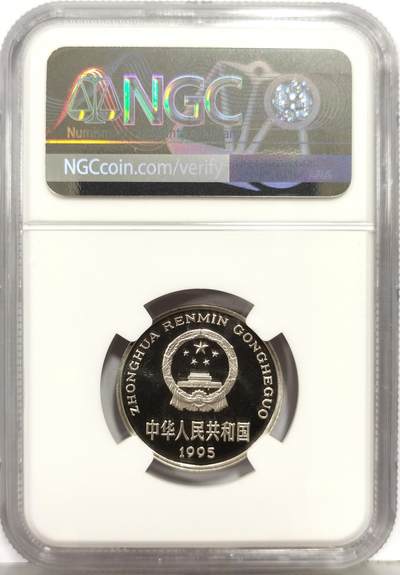 NGC
NGCcoin.com/verify
ZHONGHUA RENMIN GONGHEGUO
中华人民共和国
1995